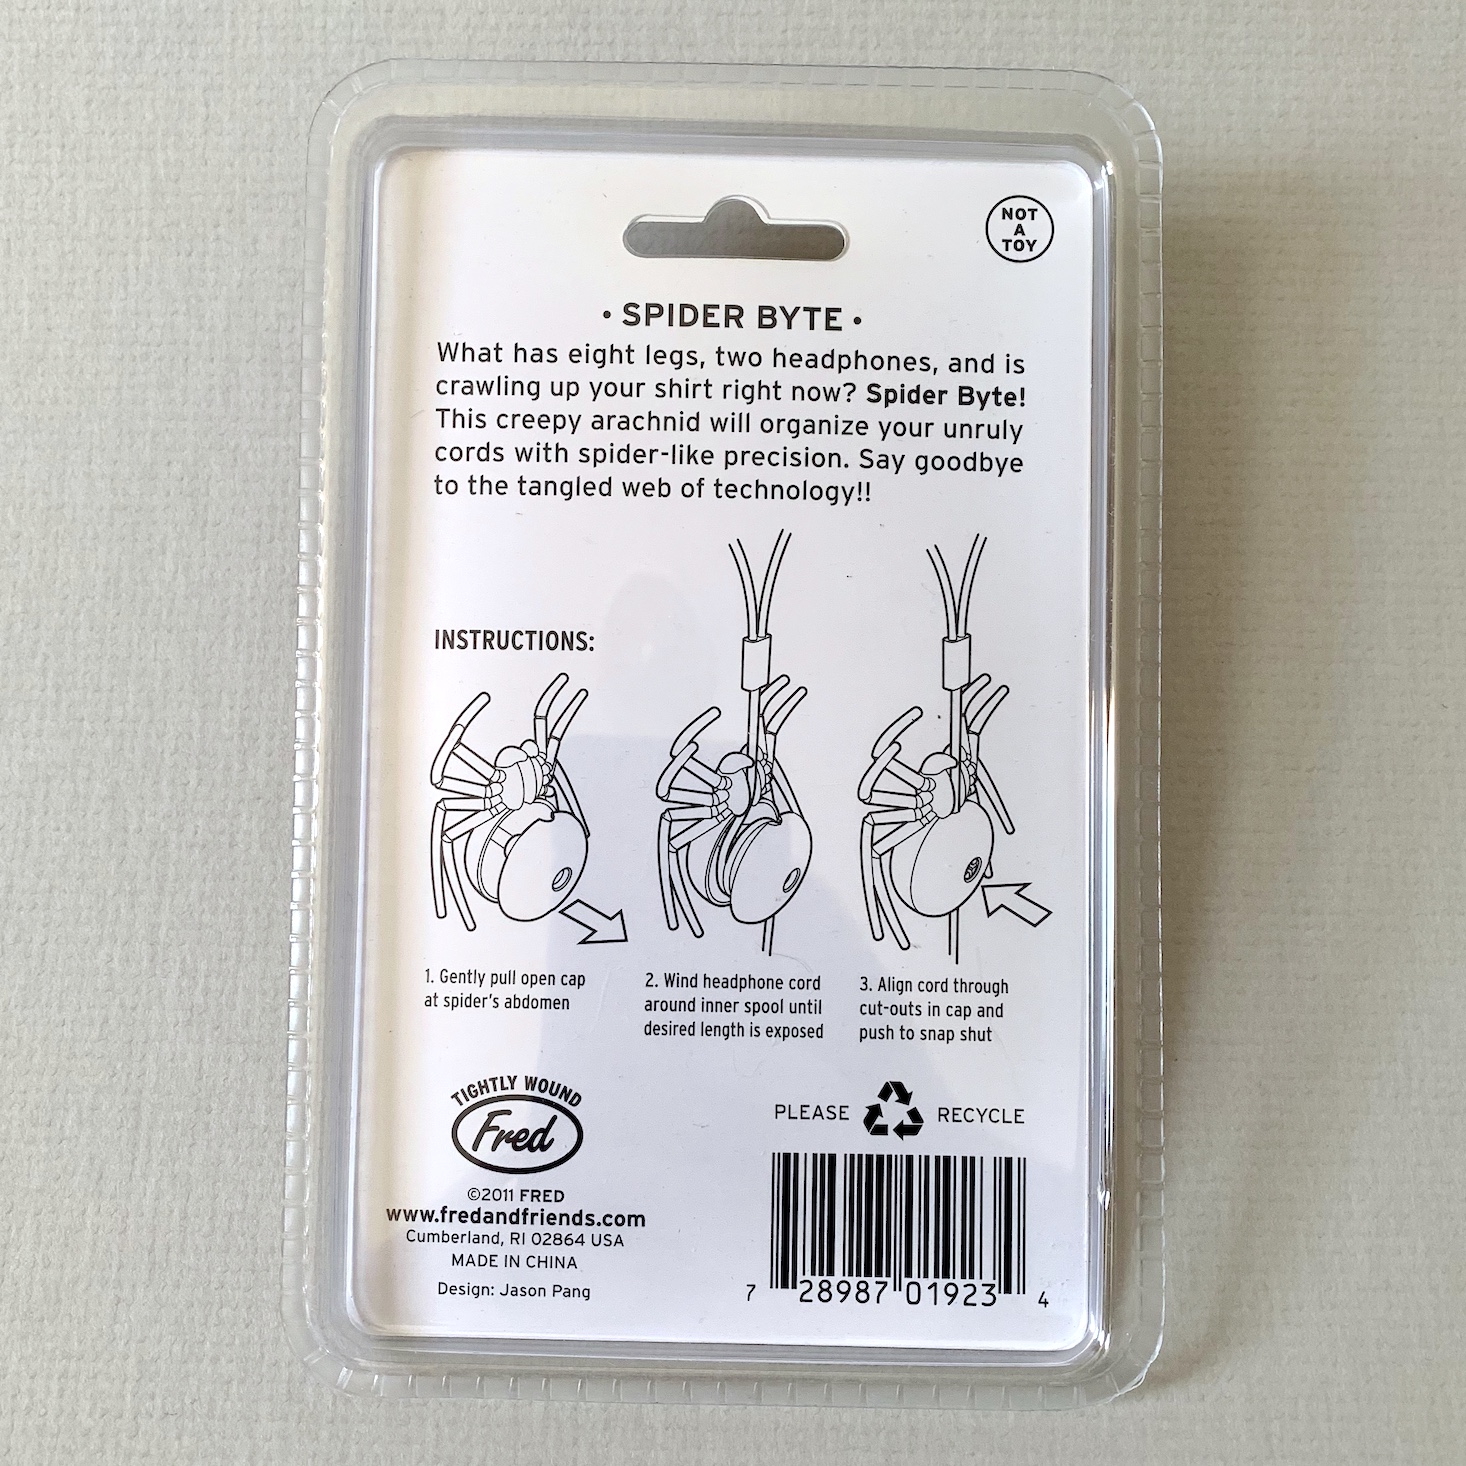 NOT
A
TOY
• SPIDER BYTE •
What has eight legs, two headphones, and is
crawling up your shirt right now? Spider Byte!
This creepy arachnid will organize your unruly
cords with spider-like precision. Say goodbye
to the tangled web of technology!!
INSTRUCTIONS:
1. Gently pull open cap
at spider's abdomen
2. Wind headphone cord
around inner spool until
desired length is exposed
3. Align cord through
cut-outs in cap and
push to snap shut
TIGHTLY WOUND
Fred
©2011 FRED
www.fredandfriends.com
Cumberland, RI 02864 USA
MADE IN CHINA
Design: Jason Pang
PLEASE RECYCLE
7 28987 01923 4